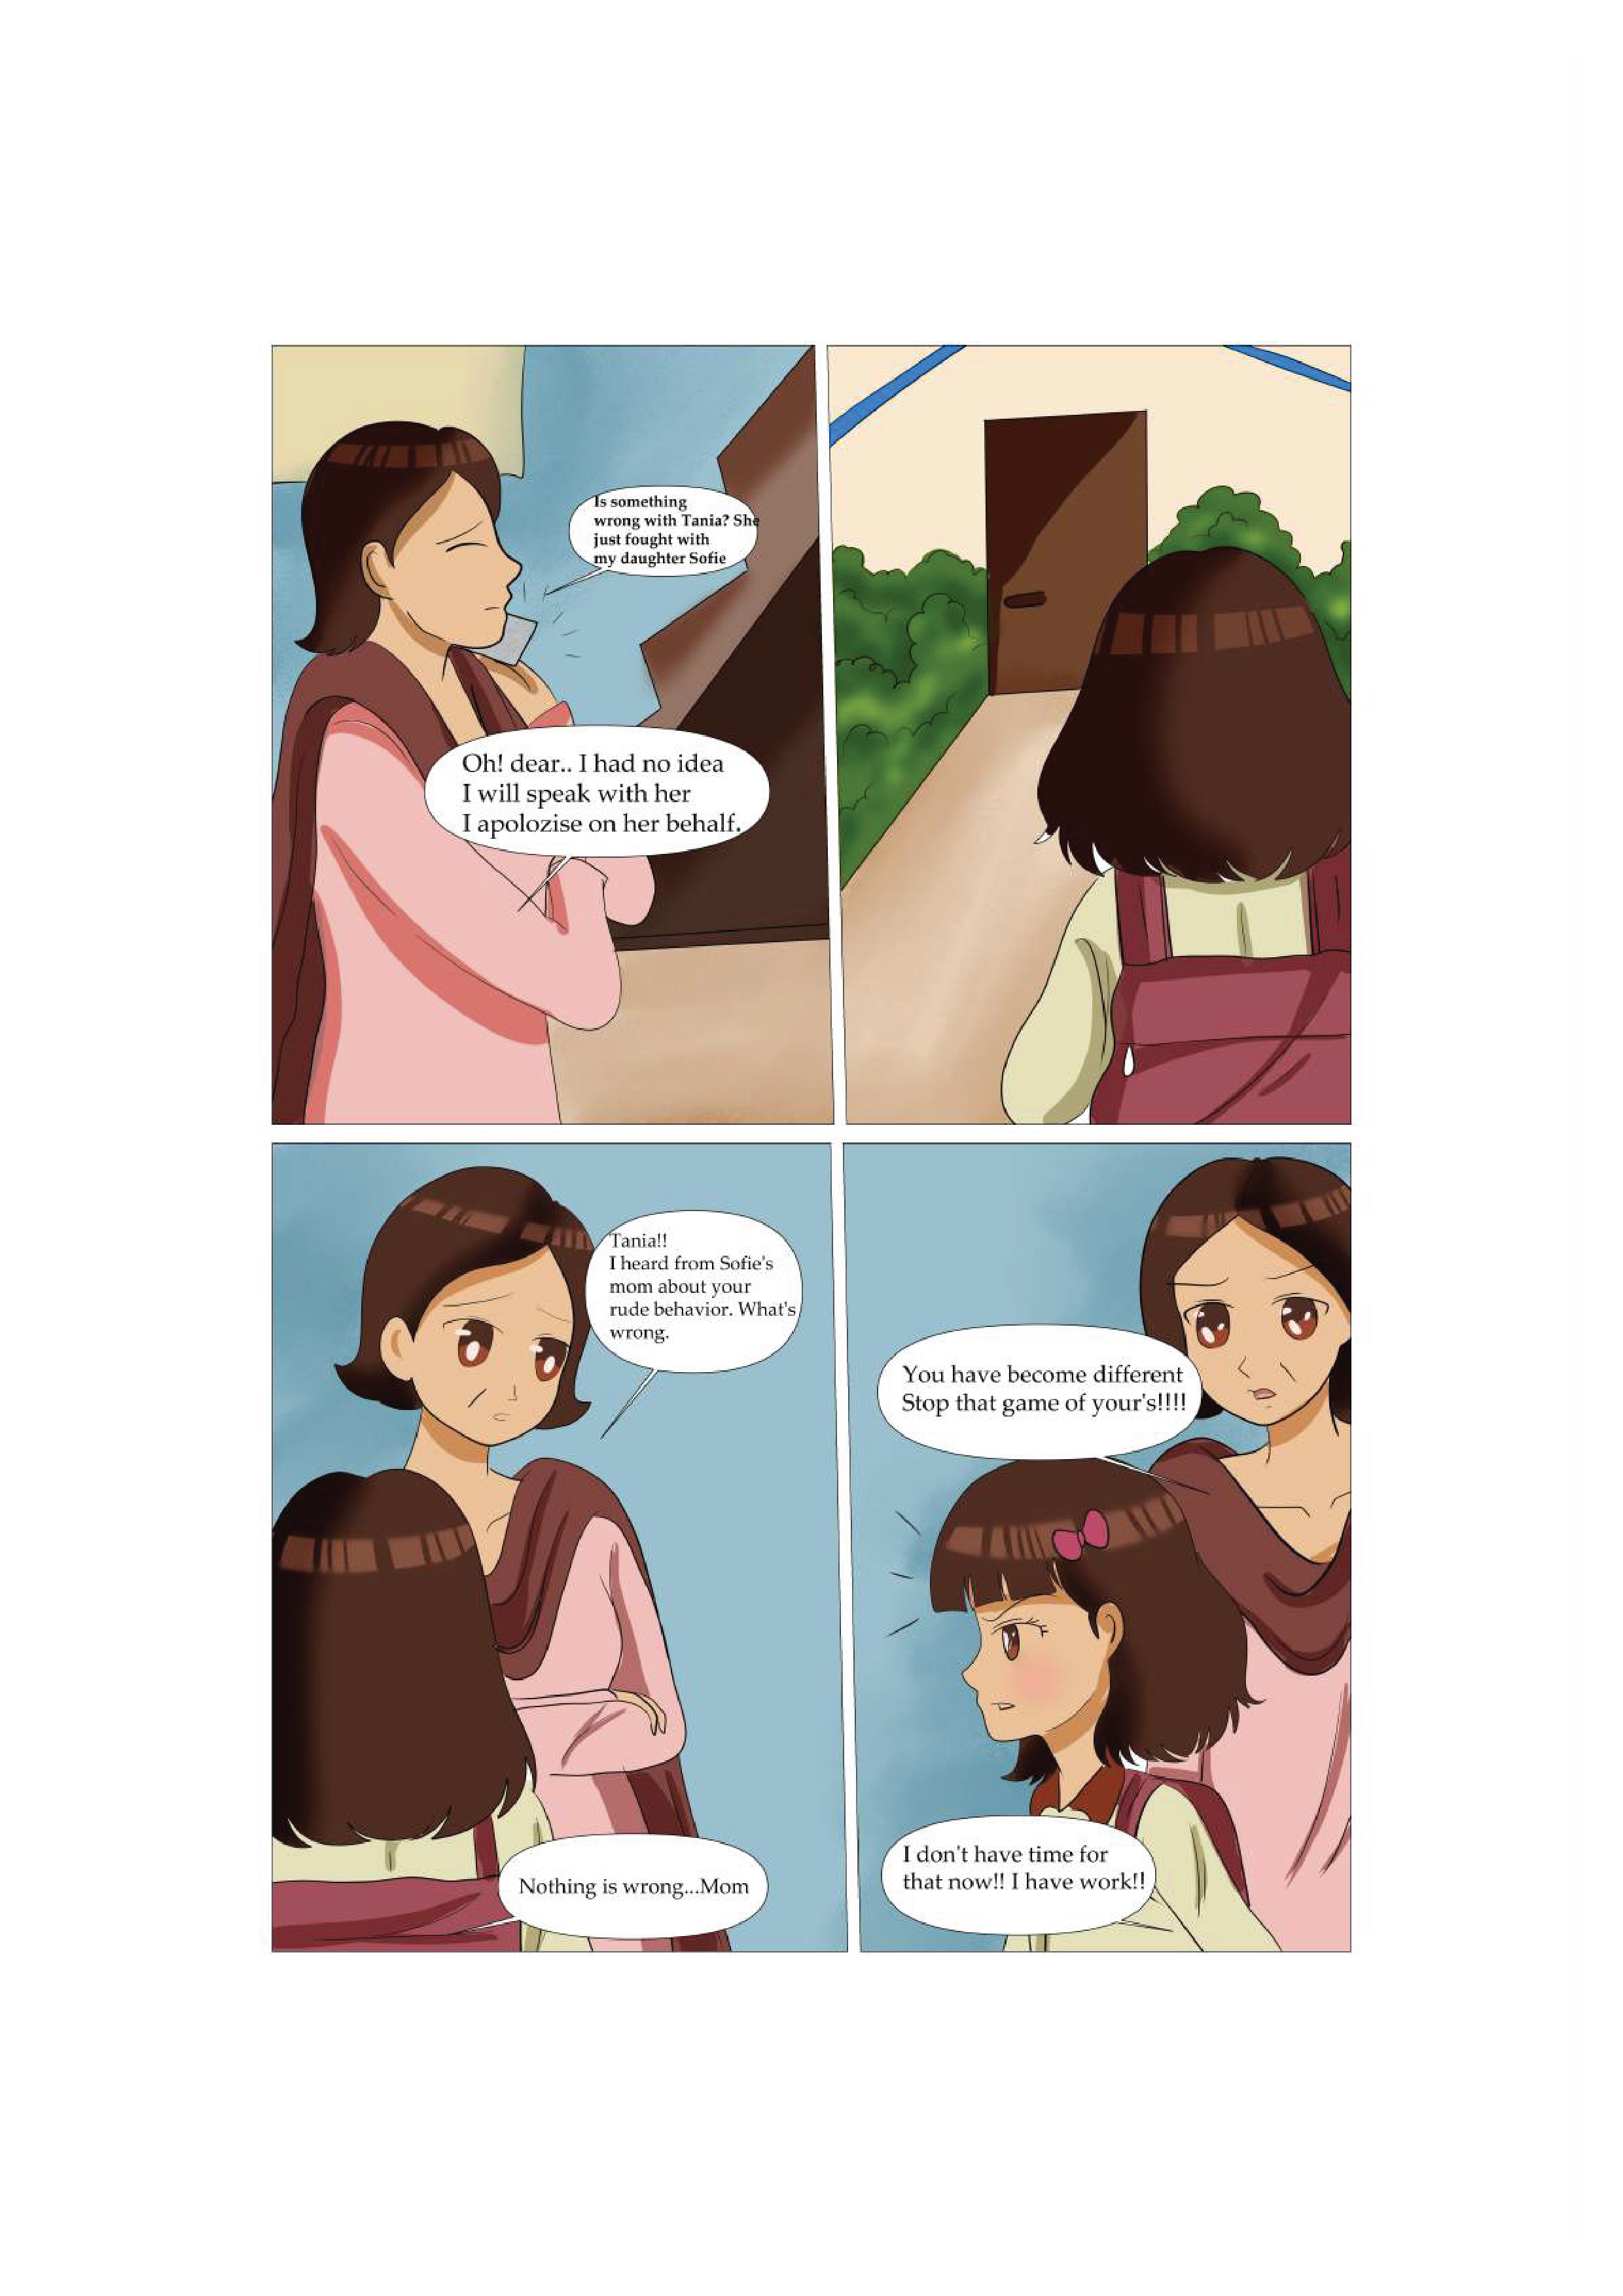 Is something
wrong with Tania? She
just fought with
my daughter Sofie
Oh! dear.. I had no idea
I will speak with her
I apolozise on her behalf.
Tania!!
I heard from Sofie's
mom about your
rude behavior. What's
wrong.
Nothing is wrong...Mom
You have become different
Stop that game of your's!!!!
I don't have time for
that now!! I have work!!